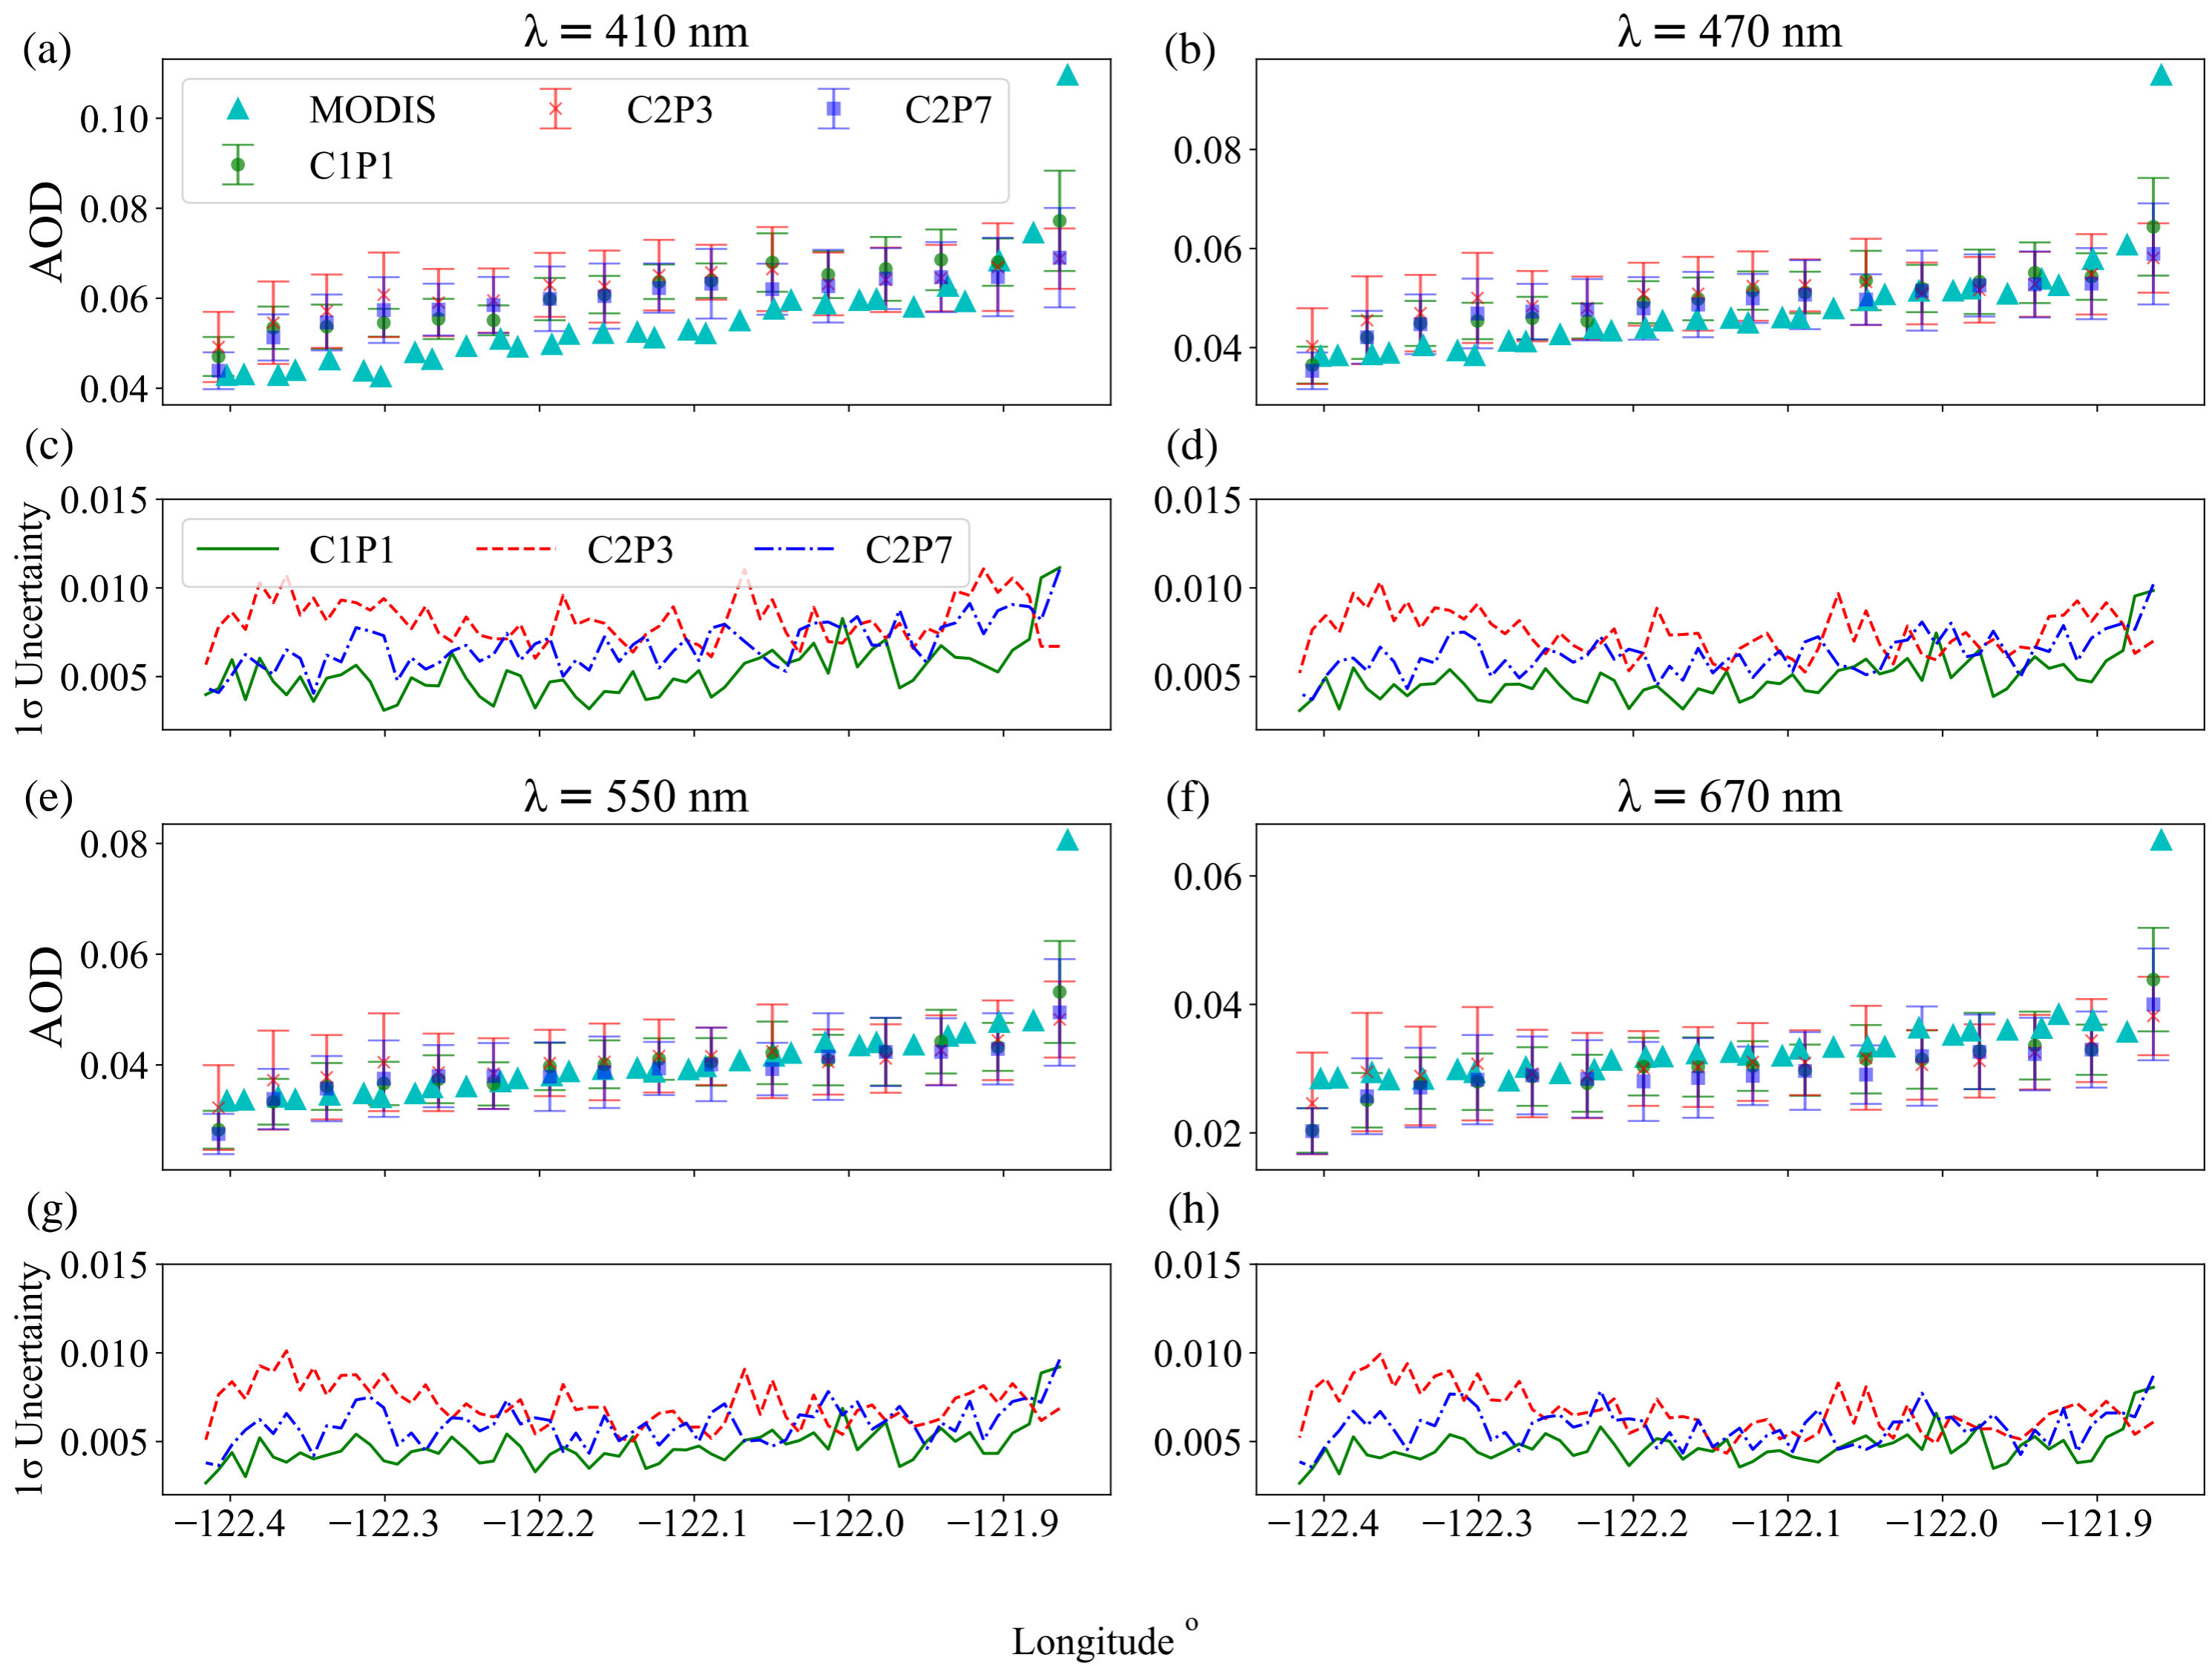 (a)
λ = 410 nm
(b)
λ = 470 nm
AOD
0.10
0.08
0.06
0.04
MODIS
C2P3
C2P7
C1P1
0.08
0.06
0.04
(c)
(d)
1σ Uncertainty
0.015
0.010
0.005
C1P1
C2P3
C2P7
0.015
0.010
0.005
(e)
λ = 550 nm
(f)
λ = 670 nm
AOD
0.08
0.06
0.04
0.06
0.04
0.02
(g)
(h)
1σ Uncertainty
0.015
0.010
0.005
0.015
0.010
0.005
−122.4 −122.3 −122.2 −122.1 −122.0 −121.9
−122.4 −122.3 −122.2 −122.1 −122.0 −121.9
Longitude °